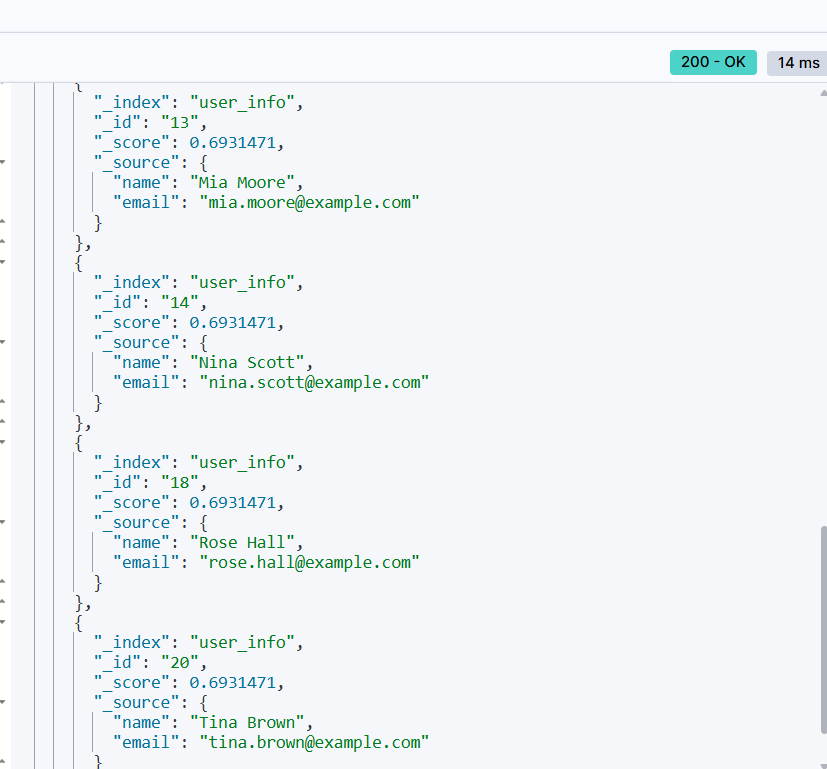 200 - OK 14 ms
{
"_index": "user_info",
"_id": "13",
"_score": 0.6931471,
"_source": {
"name": "Mia Moore",
"email": "mia.moore@example.com"
}
},
{
"_index": "user_info",
"_id": "14",
"_score": 0.6931471,
"_source": {
"name": "Nina Scott",
"email": "nina.scott@example.com"
}
},
{
"_index": "user_info",
"_id": "18",
"_score": 0.6931471,
"_source": {
"name": "Rose Hall",
"email": "rose.hall@example.com"
}
},
{
"_index": "user_info",
"_id": "20",
"_score": 0.6931471,
"_source": {
"name": "Tina Brown",
"email": "tina.brown@example.com"
}